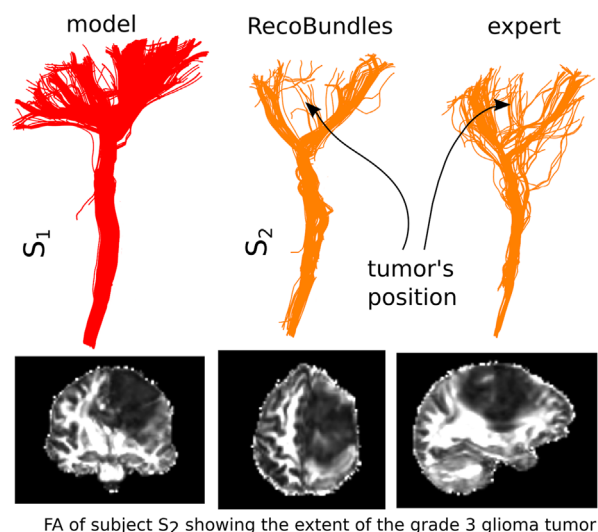 model
RecoBundles
expert
S1
S2
tumor's
position
FA of subject S2 showing the extent of the grade 3 glioma tumor